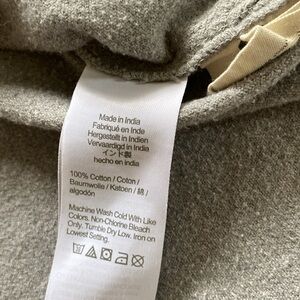 Made in India
Fabriqué en Inde
Hergestellt in Indien
Vervaardigd in India
インド製
hecho en india
100% Cotton / Coton /
Baumwolle / Katoen / 綿 /
algodón
Machine Wash Cold With Like
Colors. Non-Chlorine Bleach
Only. Tumble Dry Low. Iron on
Lowest Setting.